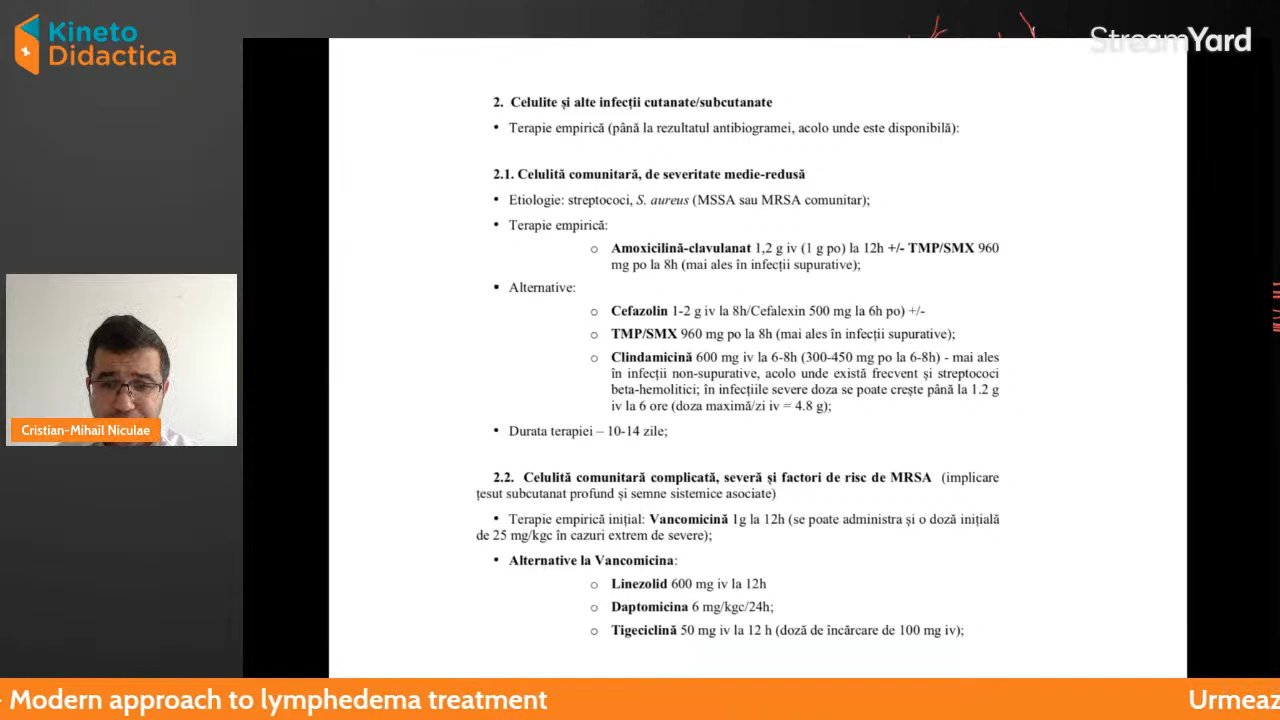 Kineto
Didactica
StreamYard
2. Celulite și alte infecții cutanate/subcutanate
• Terapie empirică (până la rezultatul antibiogramei, acolo unde este disponibilă):
2.1. Celulită comunitară, de severitate medie-redusă
• Etiologie: streptococi, S. aureus (MSSA sau MRSA comunitar);
• Terapie empirică:
o Amoxicilină-clavulanat 1,2 g iv (1 g po) la 12h +/- TMP/SMX 960
mg po la 8h (mai ales în infecții supurative);
▪ Alternative:
o Cefazolin 1-2 g iv la 8h/Cefalexin 500 mg la 6h po) +/-
o TMP/SMX 960 mg po la 8h (mai ales în infecții supurative);
o Clindamicină 600 mg iv la 6-8h (300-450 mg po la 6-8h) - mai ales
în infecții non-supurative, acolo unde există frecvent și streptococi
beta-hemolitici; în infecțiile severe doza se poate crește până la 1.2 g
iv la 6 ore (doza maximă/zi iv = 4.8 g);
• Durata terapiei – 10-14 zile;
2.2. Celulită comunitară complicată, severă și factori de risc de MRSA (implicare
țesut subcutanat profund și semne sistemice asociate)
• Terapie empirică inițial: Vancomicină 1g la 12h (se poate administra și o doză inițială
de 25 mg/kgc în cazuri extrem de severe);
• Alternative la Vancomicina:
o Linezolid 600 mg iv la 12h
o Daptomicina 6 mg/kgc/24h;
o Tigeciclină 50 mg iv la 12 h (doză de încărcare de 100 mg iv);
Cristian-Mihail Niculae
- Modern approach to lymphedema treatment
Urmeaz